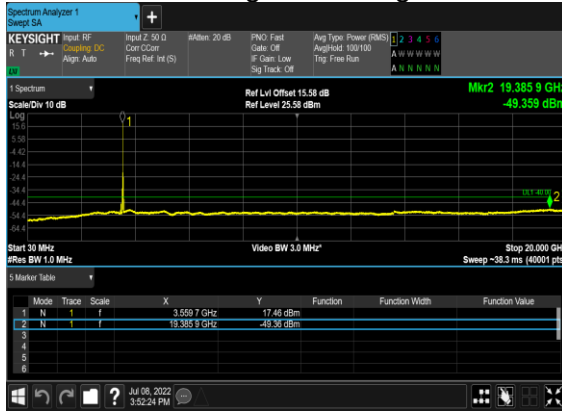 Spectrum Analyzer 1
Swept SA
+
KEYSIGHT Input: RF Input Z: 50 Ω #Atten: 20 dB PNO: Fast Avg Type: Power (RMS) 1 2 3 4 5 6
R T Coupling: DC Corr CCorr Gate: Off Avg|Hold: 100/100 A W W W W W
Align: Auto Freq Ref: Int (S) IF Gain: Low Trig: Free Run
LU Sig Track: Off A N N N N N
1 Spectrum Ref Lvl Offset 15.58 dB Mkr2 19.385 9 GHz
Scale/Div 10 dB Ref Level 25.58 dBm -49.359 dBm
Log
15.6
5.58
-4.42
-14.4
-24.4
-34.4
-44.4
-54.4
-64.4
1
2
Start 30 MHz Video BW 3.0 MHz* Stop 20.000 GH
#Res BW 1.0 MHz Sweep ~38.3 ms (40001 pts
5 Marker Table
Mode Trace Scale X Y Function Function Width Function Value
1 N 1 f 3.559 7 GHz 17.46 dBm
2 N 1 f 19.385 9 GHz -49.36 dBm
3
4
5
6
?
Jul 08, 2022
3:52:24 PM